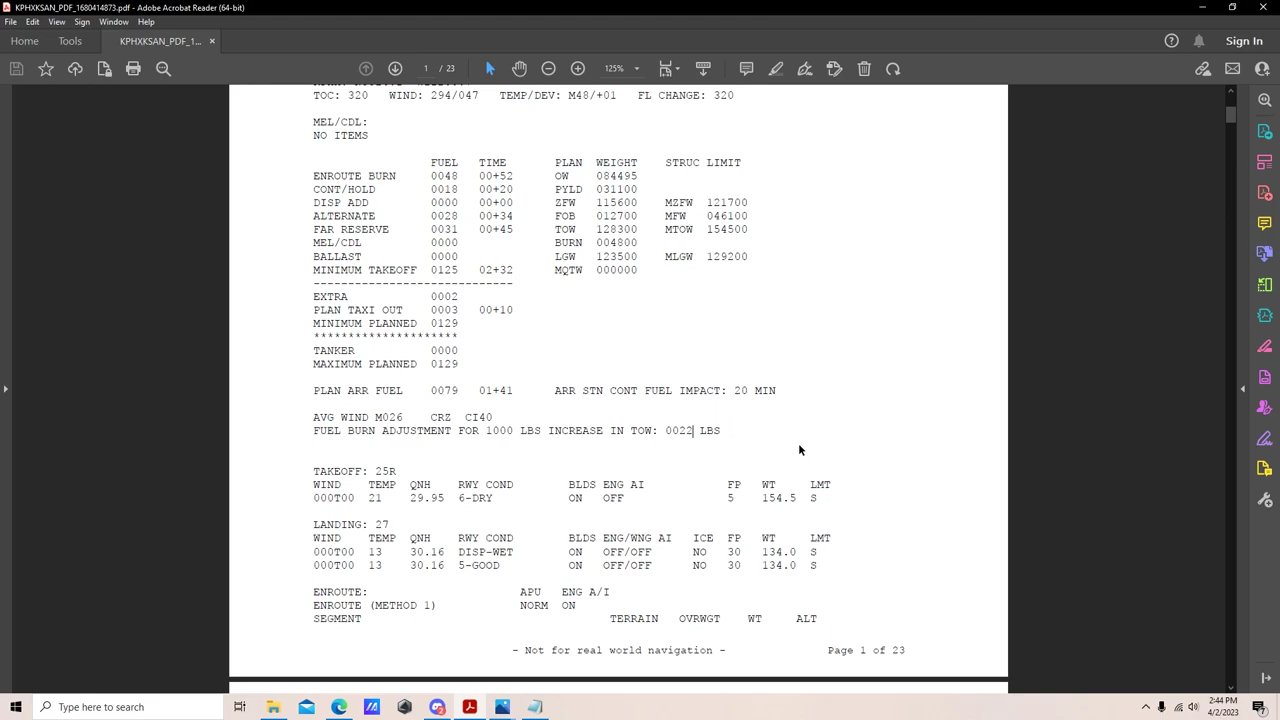 KPHXKSAN_PDF_1680414873.pdf - Adobe Acrobat Reader (64-bit)
File Edit View Sign Window Help
Home Tools KPHXKSAN_PDF_1... × Sign In
1 / 23 125%
TOC: 320 WIND: 294/047 TEMP/DEV: M48/+01 FL CHANGE: 320
MEL/CDL:
NO ITEMS
FUEL TIME PLAN WEIGHT STRUC LIMIT
ENROUTE BURN 0048 00+52 OW 084495
CONT/HOLD 0018 00+20 PYLD 031100
DISP ADD 0000 00+00 ZFW 115600 MZFW 121700
ALTERNATE 0028 00+34 FOB 012700 MFW 046100
FAR RESERVE 0031 00+45 TOW 128300 MTOW 154500
MEL/CDL 0000 BURN 004800
BALLAST 0000 LGW 123500 MLGW 129200
MINIMUM TAKEOFF 0125 02+32 MQTW 000000
-----------------------------
EXTRA 0002
PLAN TAXI OUT 0003 00+10
MINIMUM PLANNED 0129
*********************
TANKER 0000
MAXIMUM PLANNED 0129
PLAN ARR FUEL 0079 01+41 ARR STN CONT FUEL IMPACT: 20 MIN
AVG WIND M026 CRZ CI40
FUEL BURN ADJUSTMENT FOR 1000 LBS INCREASE IN TOW: 0022 LBS
TAKEOFF: 25R
WIND TEMP QNH RWY COND BLDS ENG AI FP WT LMT
000T00 21 29.95 6-DRY ON OFF 5 154.5 S
LANDING: 27
WIND TEMP QNH RWY COND BLDS ENG/WNG AI ICE FP WT LMT
000T00 13 30.16 DISP-WET ON OFF/OFF NO 30 134.0 S
000T00 13 30.16 5-GOOD ON OFF/OFF NO 30 134.0 S
ENROUTE: APU ENG A/I
ENROUTE (METHOD 1) NORM ON
SEGMENT TERRAIN OVRWGT WT ALT
- Not for real world navigation - Page 1 of 23
Type here to search
2:44 PM
4/2/2023